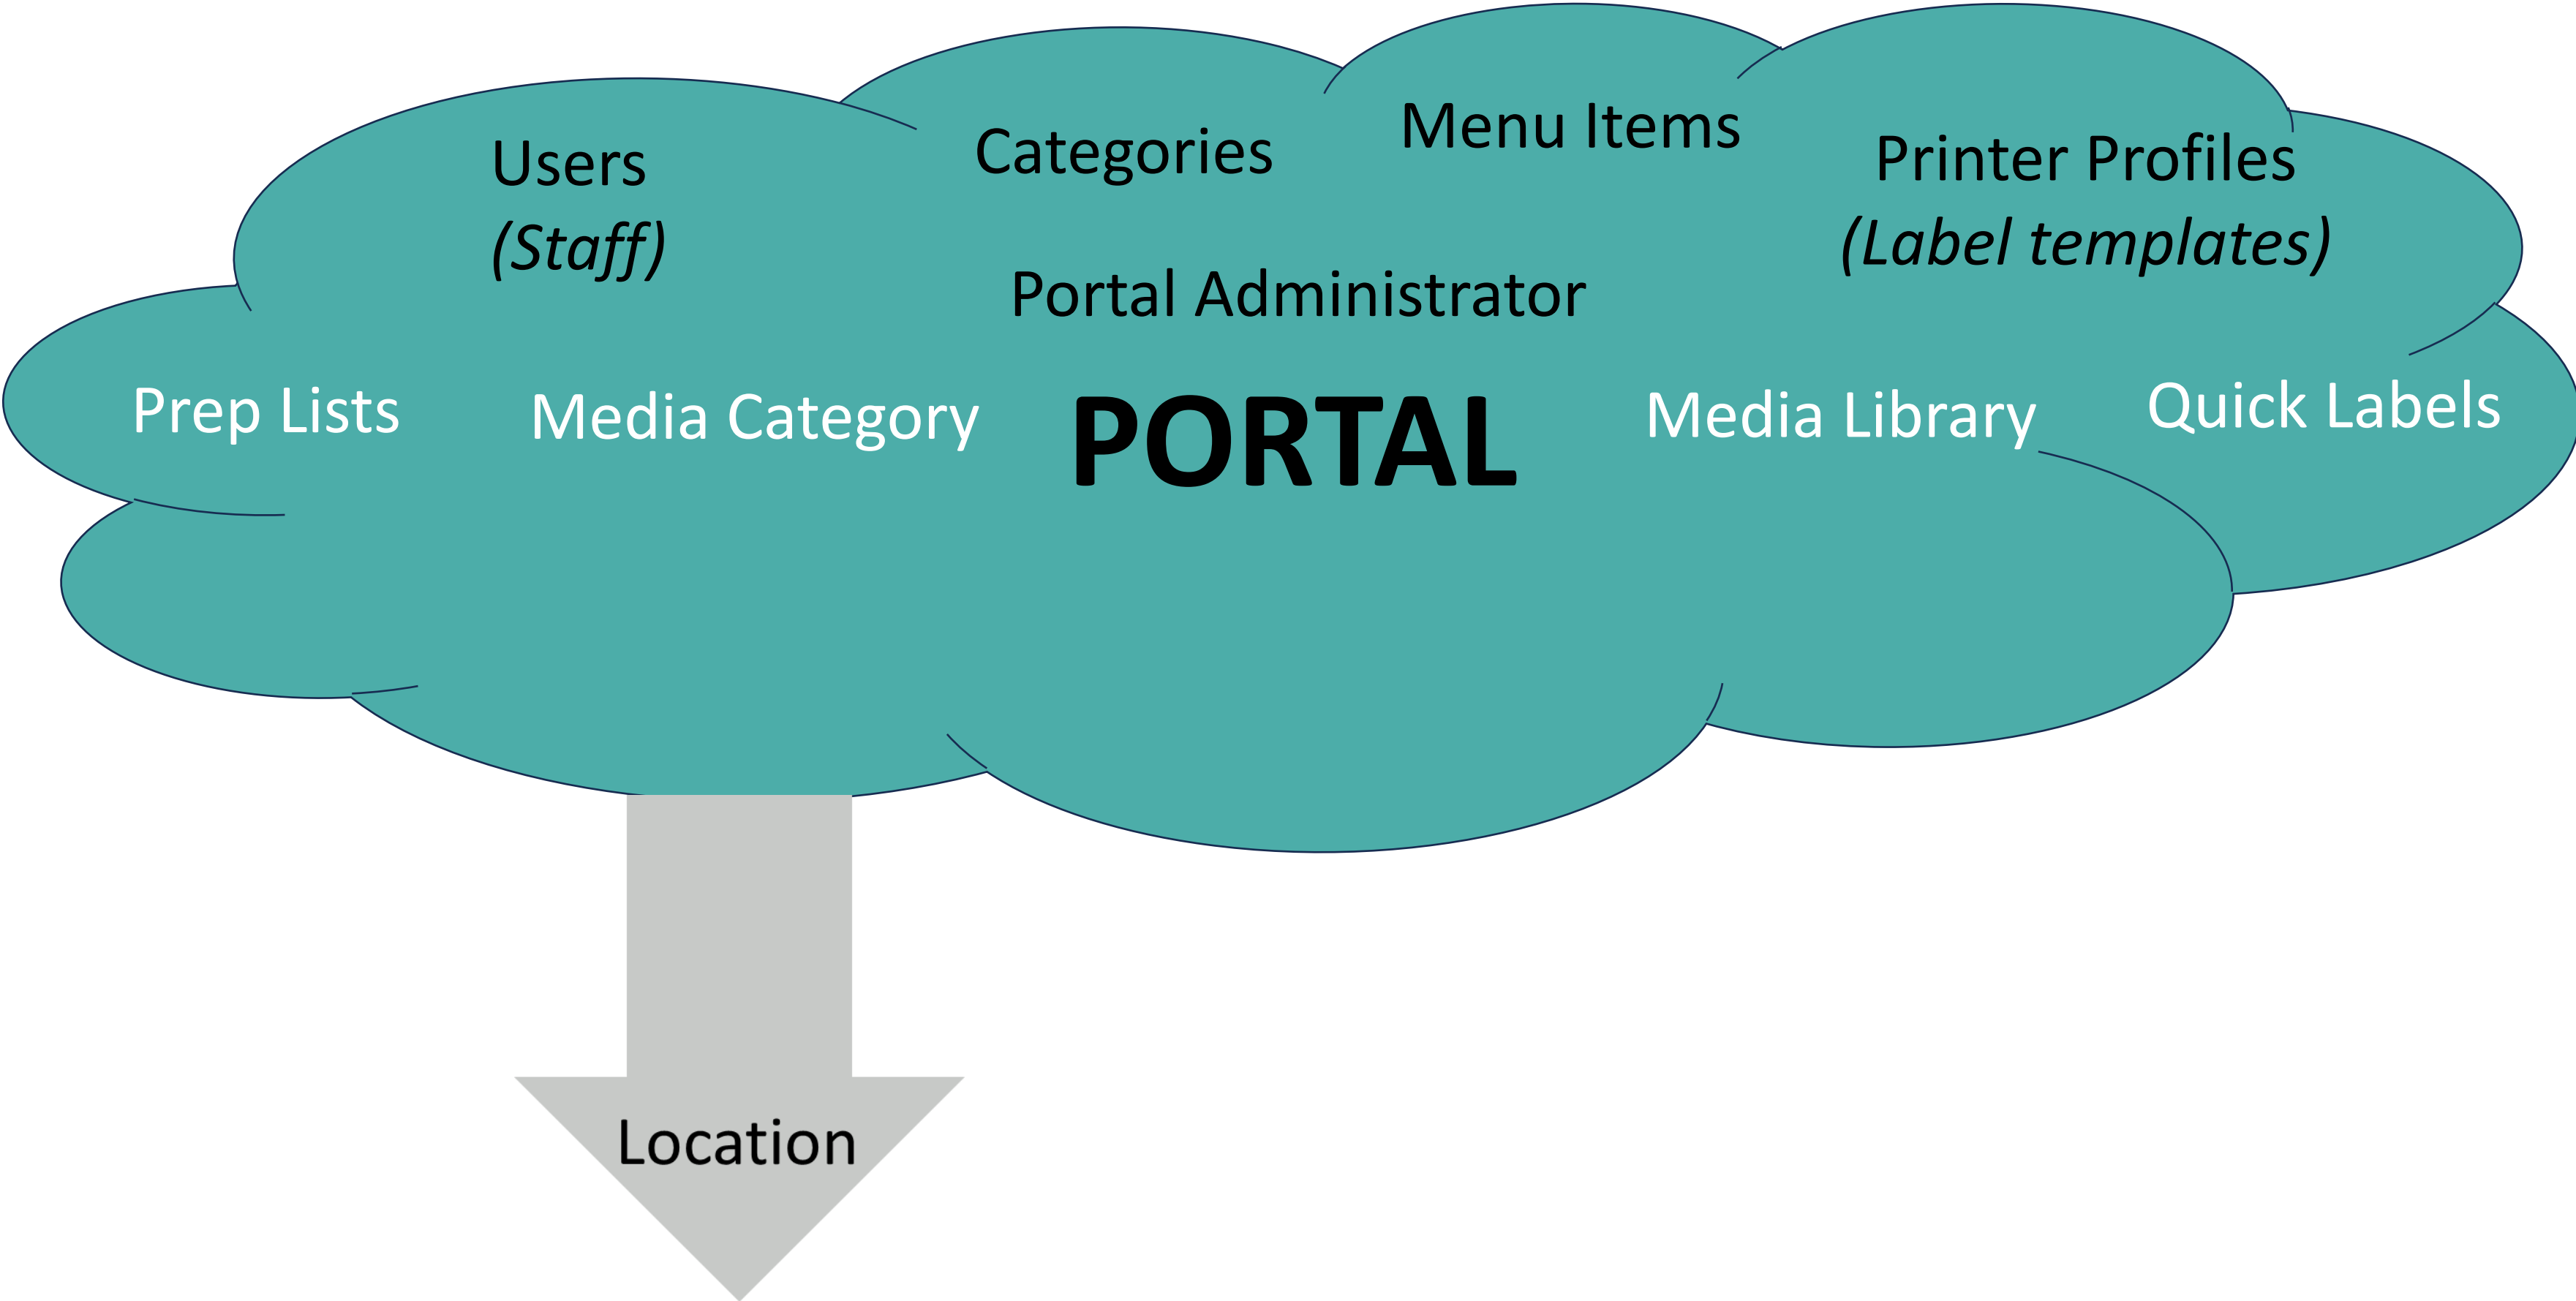 Users
(Staff)
Categories
Menu Items
Printer Profiles
(Label templates)
Portal Administrator
Prep Lists
Media Category
PORTAL
Media Library
Quick Labels
Location